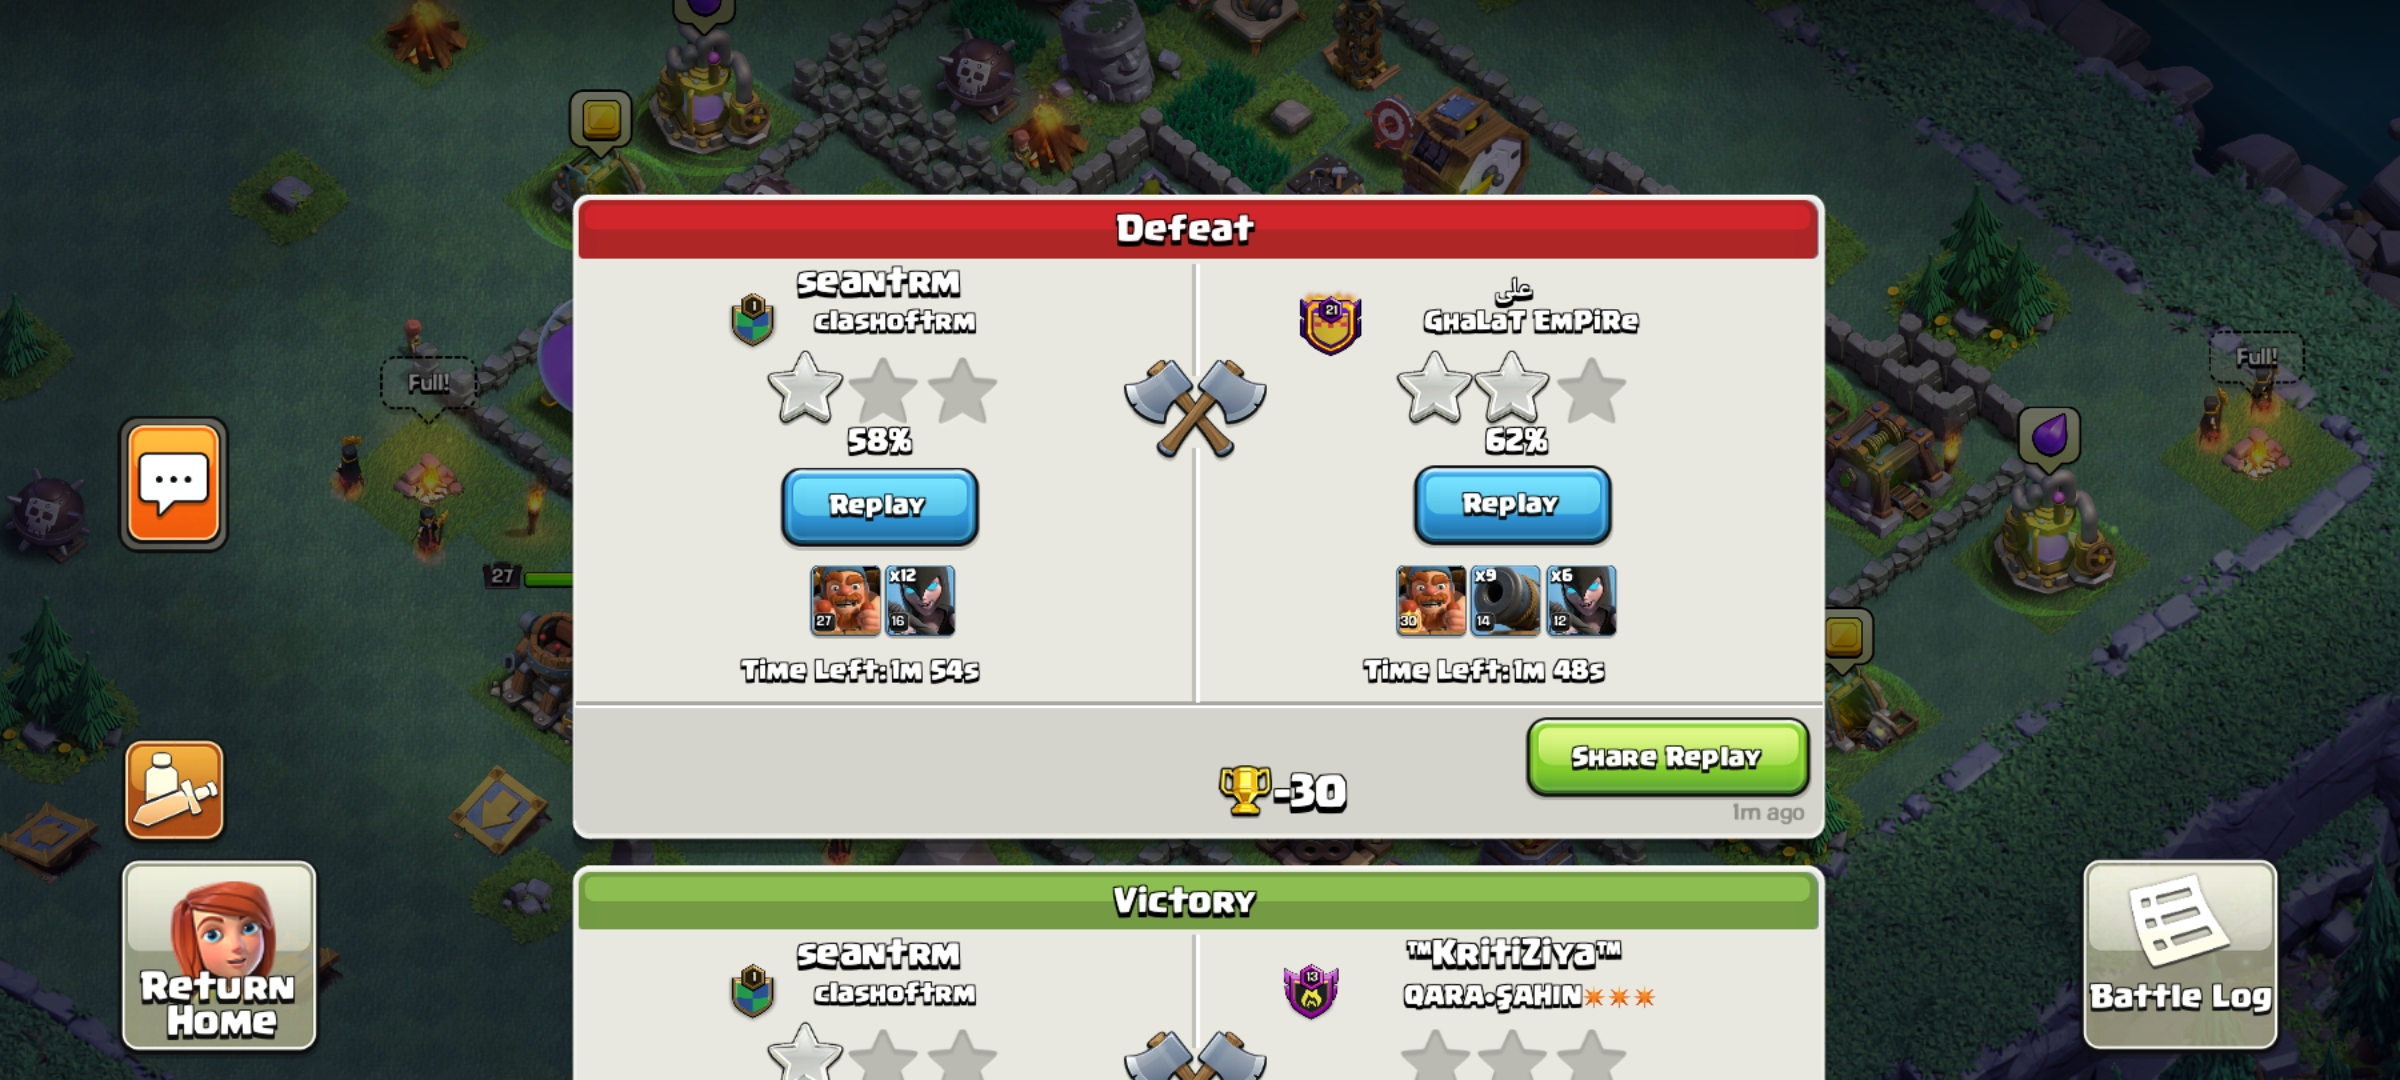 Defeat
seantrm
clashoftrm
1
58%
Replay
27
x12
16
Time Left:1m 54s
علی
21
GHaLaT EmPiRe
62%
Replay
30
x9
14
x6
12
Time Left:1m 48s
-30
Share Replay
1m ago
Victory
seantrm
clashoftrm
1
™KritiZiya™
13
QARA•ŞAHIN
Full!
Full!
27
Return
Home
Battle Log